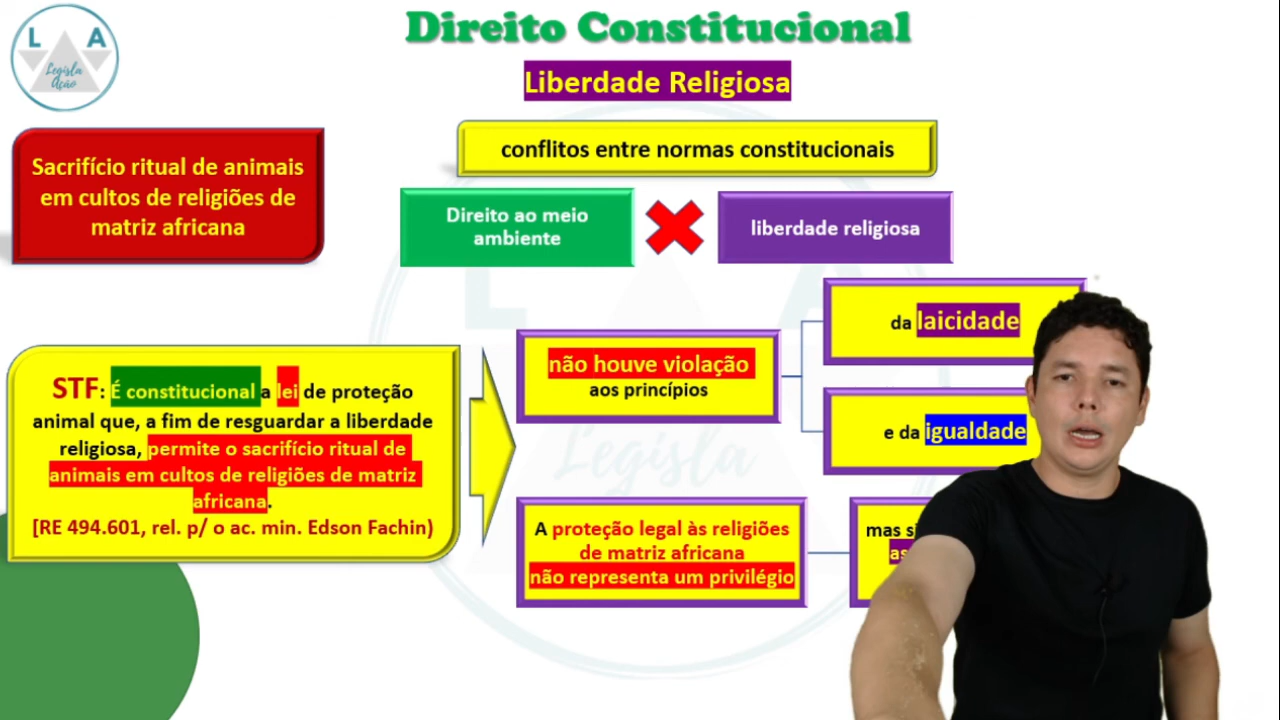 L A
Legisla
Ação
Direito Constitucional
Liberdade Religiosa
Sacrifício ritual de animais
em cultos de religiões de
matriz africana
conflitos entre normas constitucionais
Direito ao meio
ambiente
liberdade religiosa
STF: É constitucional a lei de proteção
animal que, a fim de resguardar a liberdade
religiosa, permite o sacrifício ritual de
animais em cultos de religiões de matriz
africana.
[RE 494.601, rel. p/ o ac. min. Edson Fachin)
não houve violação
aos princípios
da laicidade
e da igualdade
A proteção legal às religiões
de matriz africana
não representa um privilégio
mas
L A
Legisla